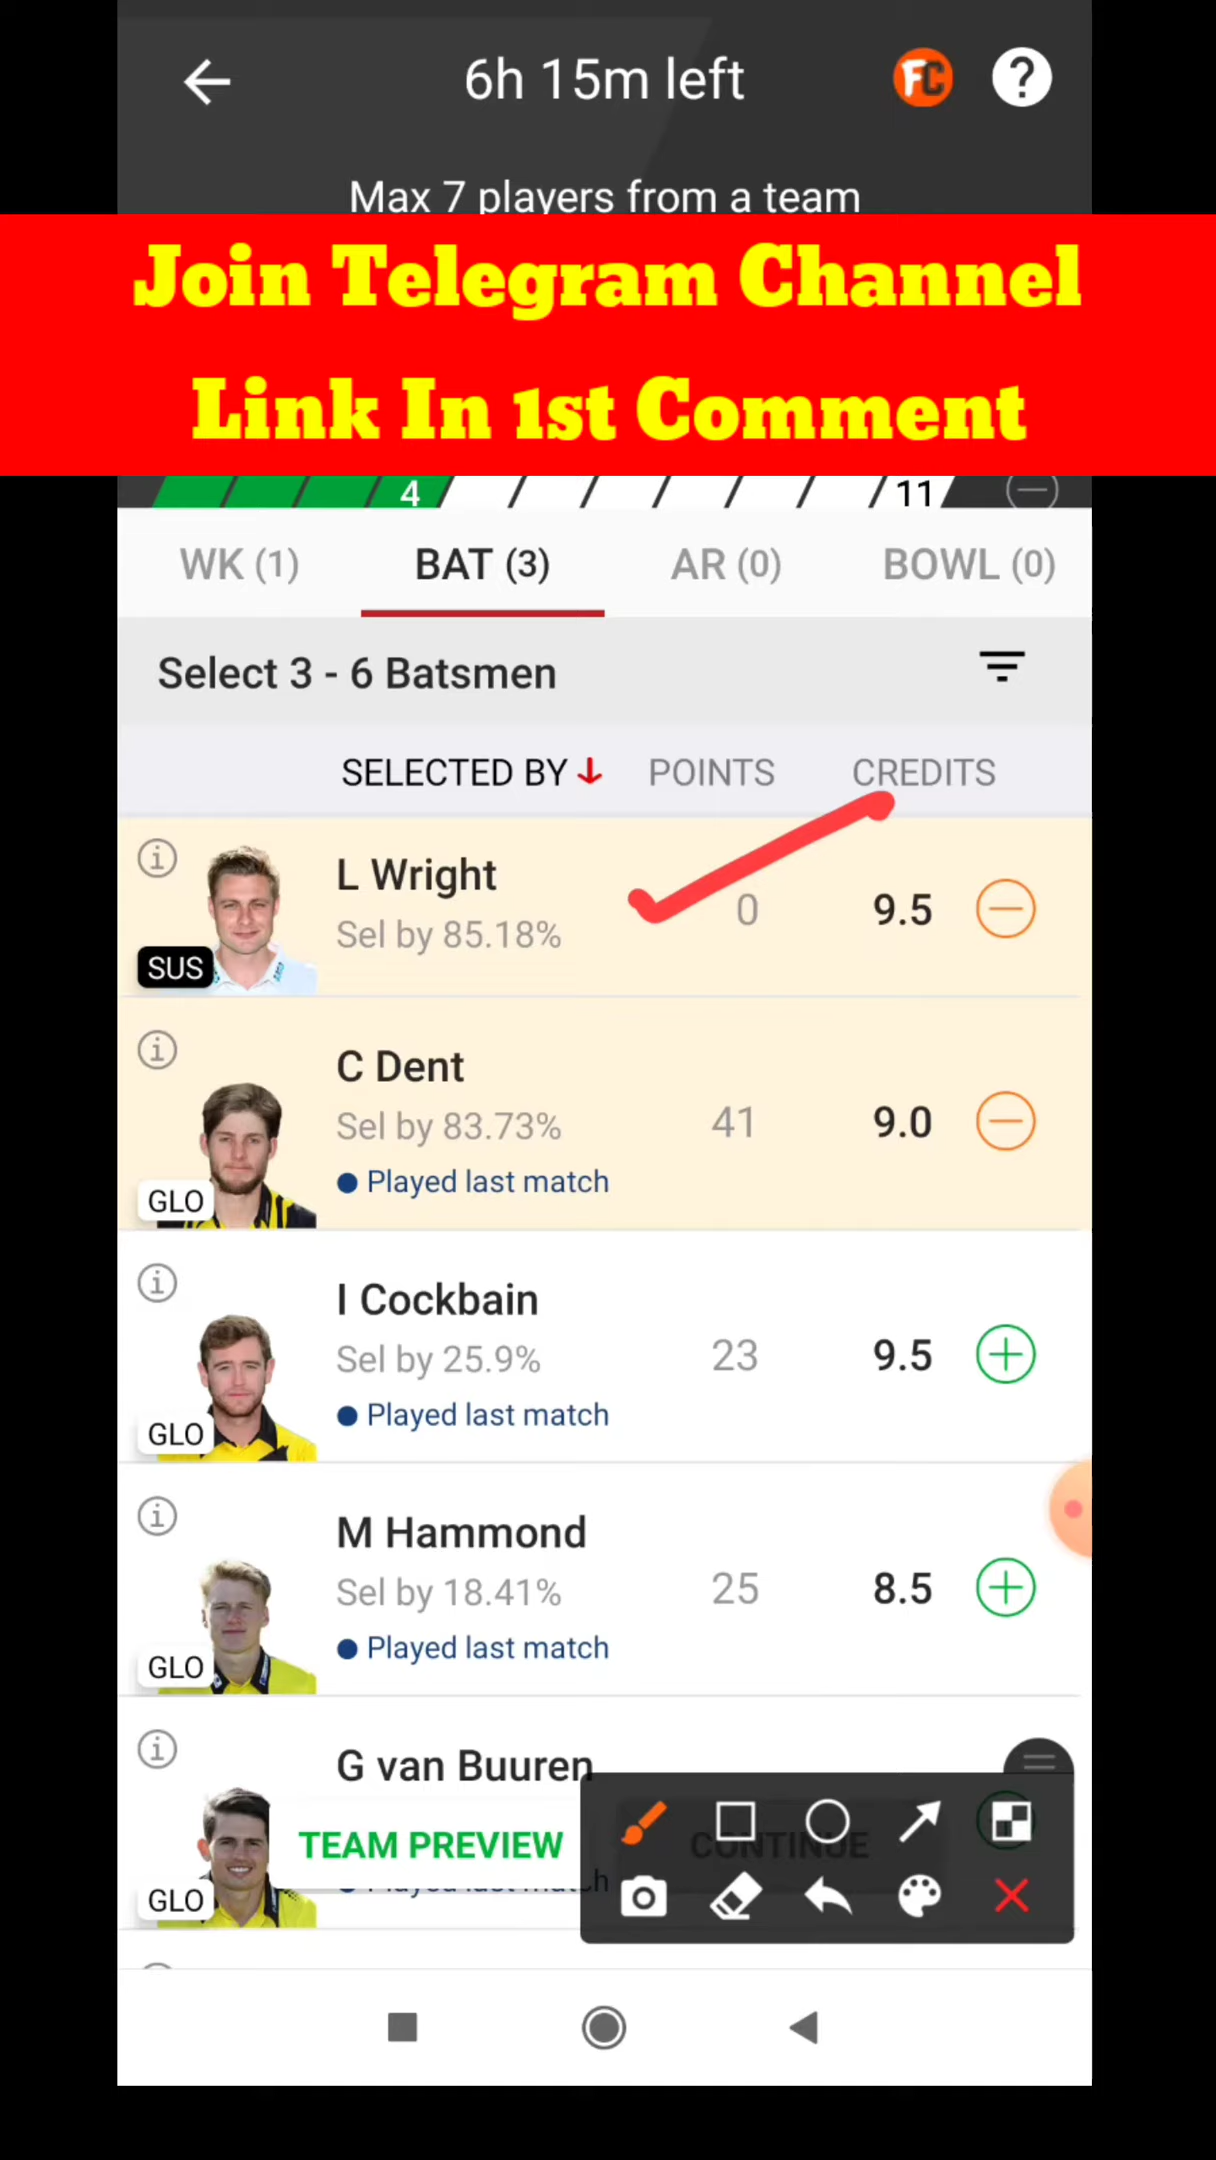 6h 15m left
FC
?
Max 7 players from a team
Join Telegram Channel
Link In 1st Comment
4
11
WK (1)
BAT (3)
AR (0)
BOWL (0)
Select 3 - 6 Batsmen
SELECTED BY
POINTS
CREDITS
L Wright
Sel by 85.18%
0
9.5
SUS
C Dent
Sel by 83.73%
41
9.0
Played last match
GLO
I Cockbain
Sel by 25.9%
23
9.5
Played last match
GLO
M Hammond
Sel by 18.41%
25
8.5
Played last match
GLO
G van Buuren
TEAM PREVIEW
CONTINUE
Played last match
GLO